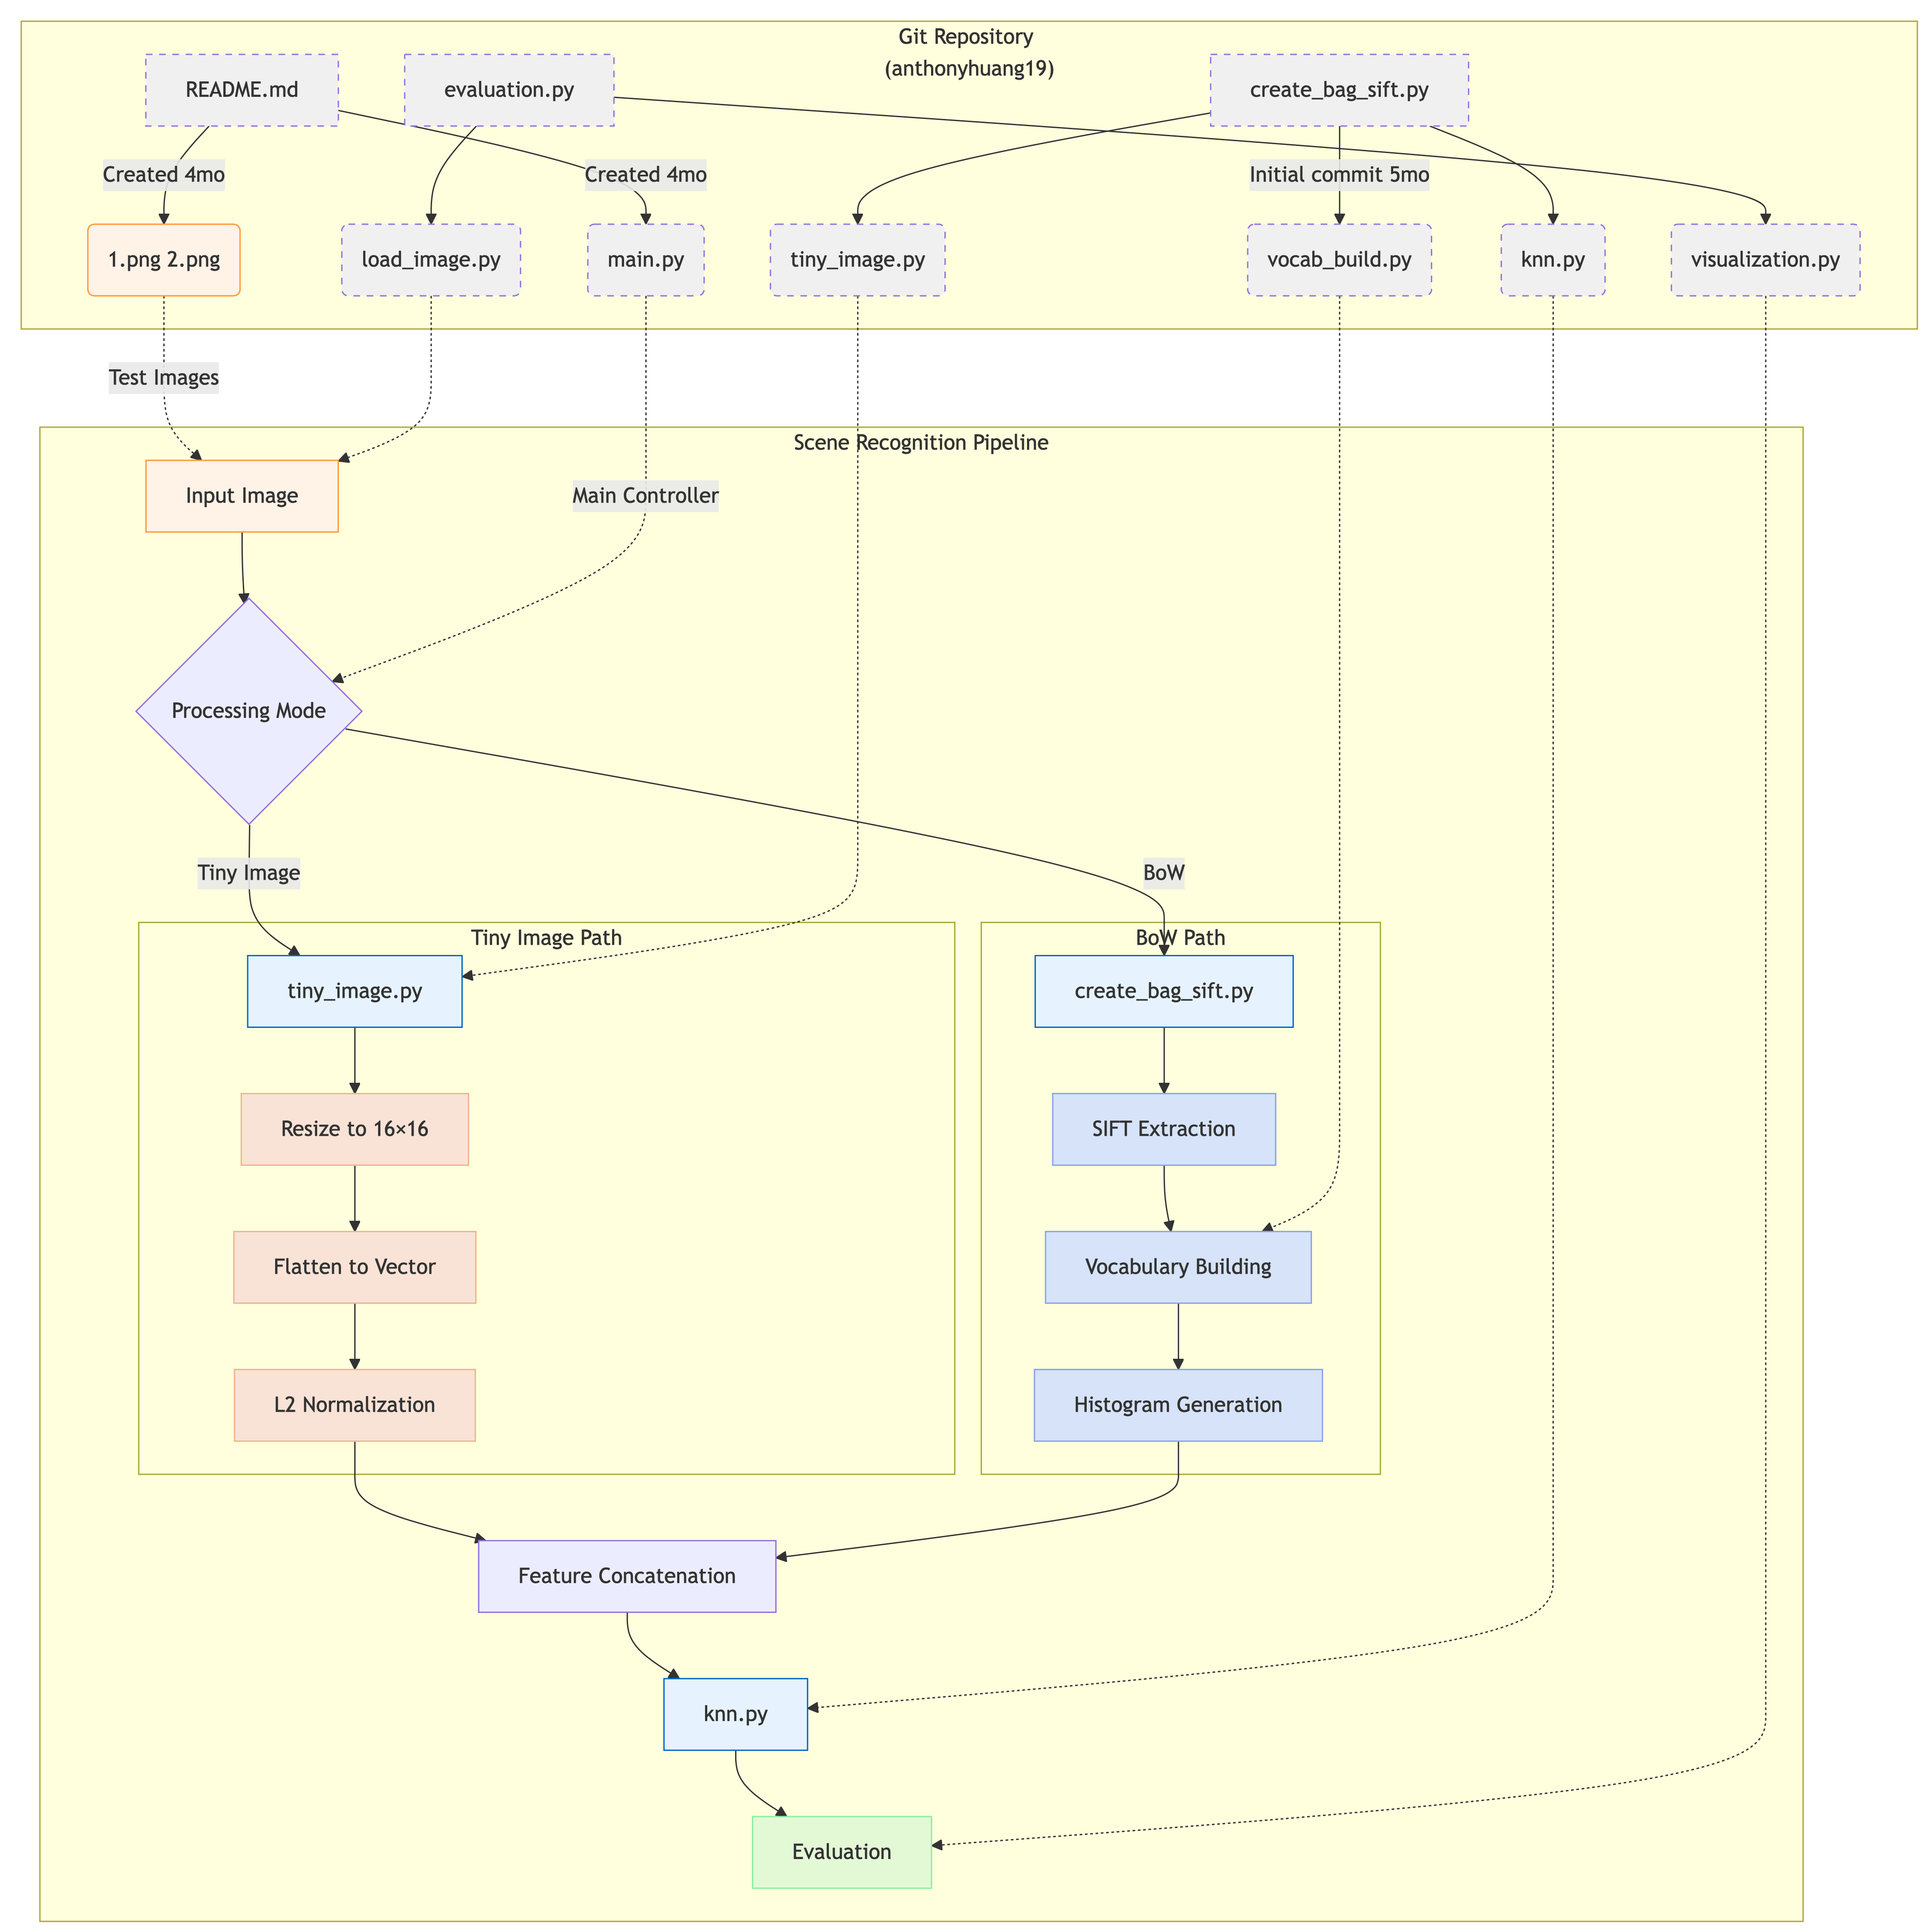 Git Repository
(anthonyhuang19)
README.md
evaluation.py
create_bag_sift.py
Created 4mo
Created 4mo
Initial commit 5mo
1.png 2.png
load_image.py
main.py
tiny_image.py
vocab_build.py
knn.py
visualization.py
Test Images
Scene Recognition Pipeline
Input Image
Main Controller
Processing Mode
Tiny Image
BoW
Tiny Image Path
BoW Path
tiny_image.py
create_bag_sift.py
Resize to 16×16
SIFT Extraction
Flatten to Vector
Vocabulary Building
L2 Normalization
Histogram Generation
Feature Concatenation
knn.py
Evaluation